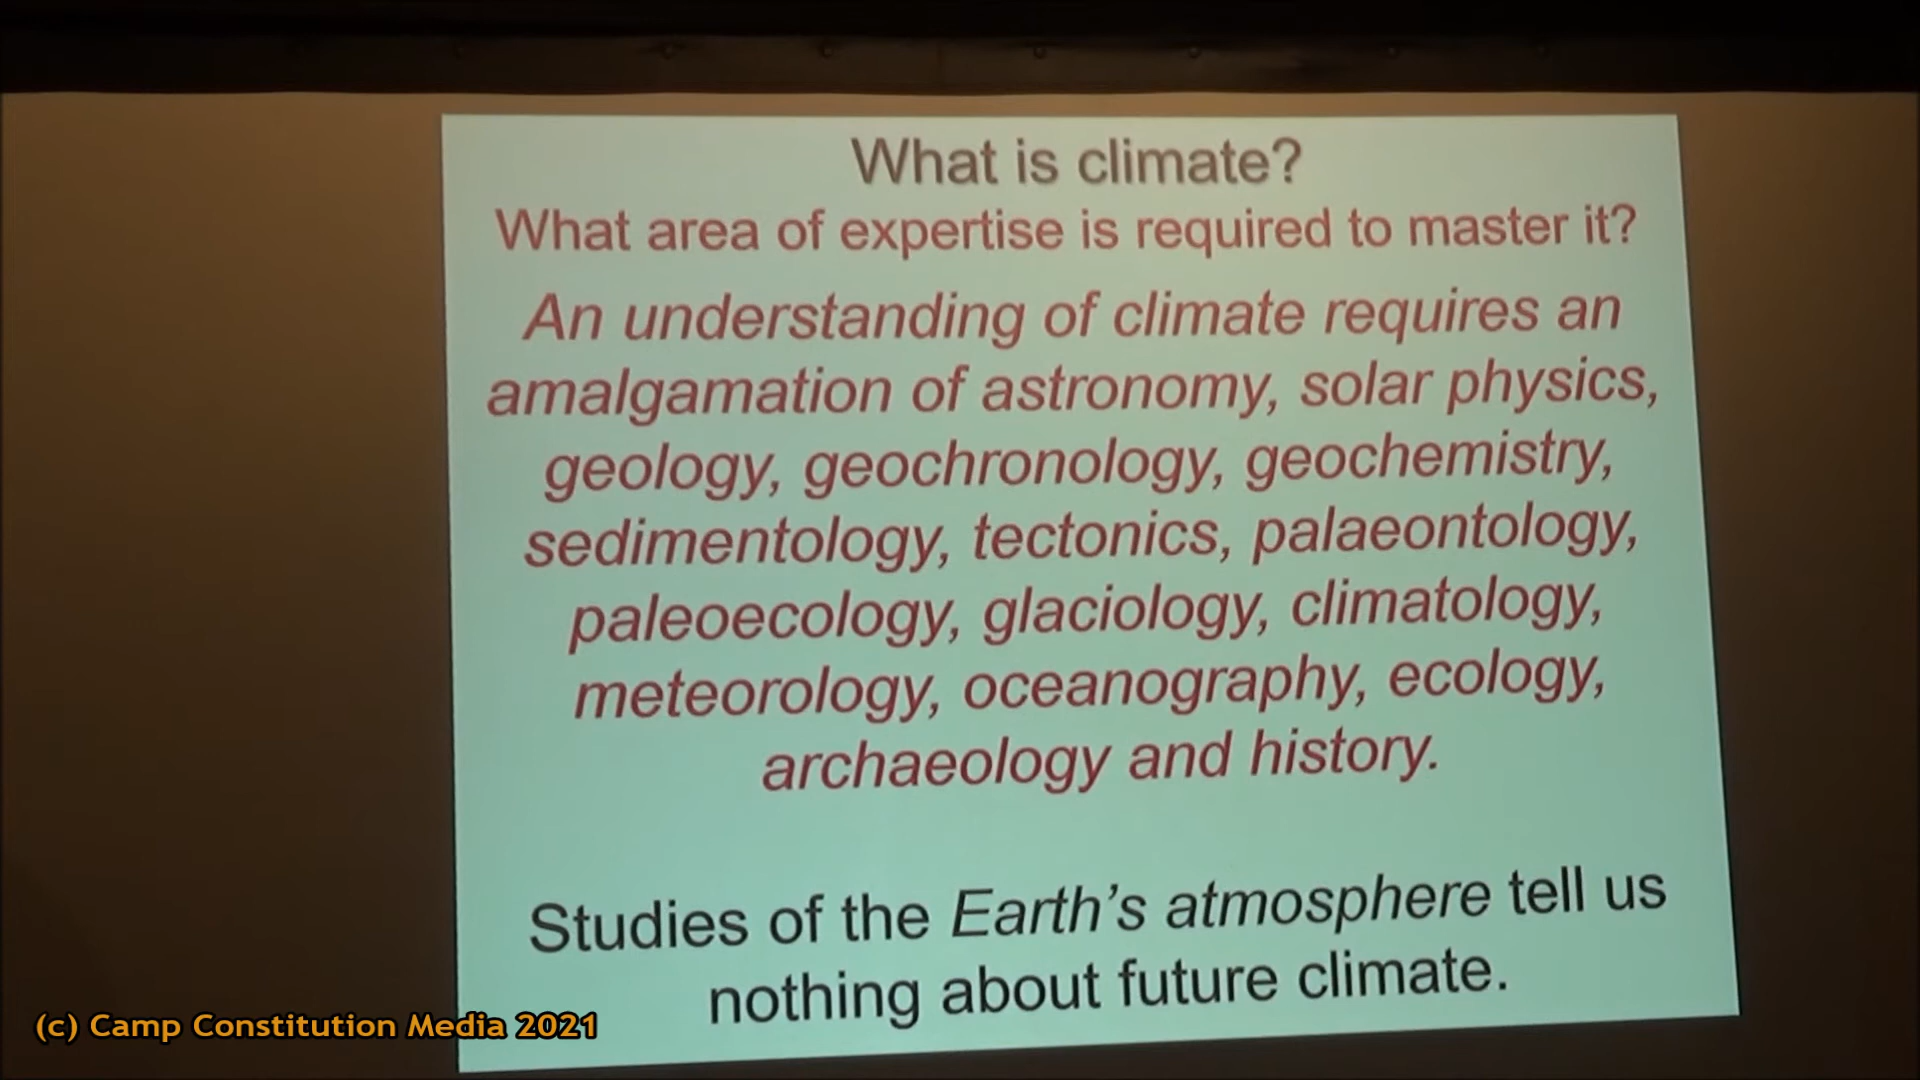 What is climate?
What area of expertise is required to master it?
An understanding of climate requires an
amalgamation of astronomy, solar physics,
geology, geochronology, geochemistry,
sedimentology, tectonics, palaeontology,
paleoecology, glaciology, climatology,
meteorology, oceanography, ecology,
archaeology and history.
Studies of the Earth's atmosphere tell us
nothing about future climate.
(c) Camp Constitution Media 2021